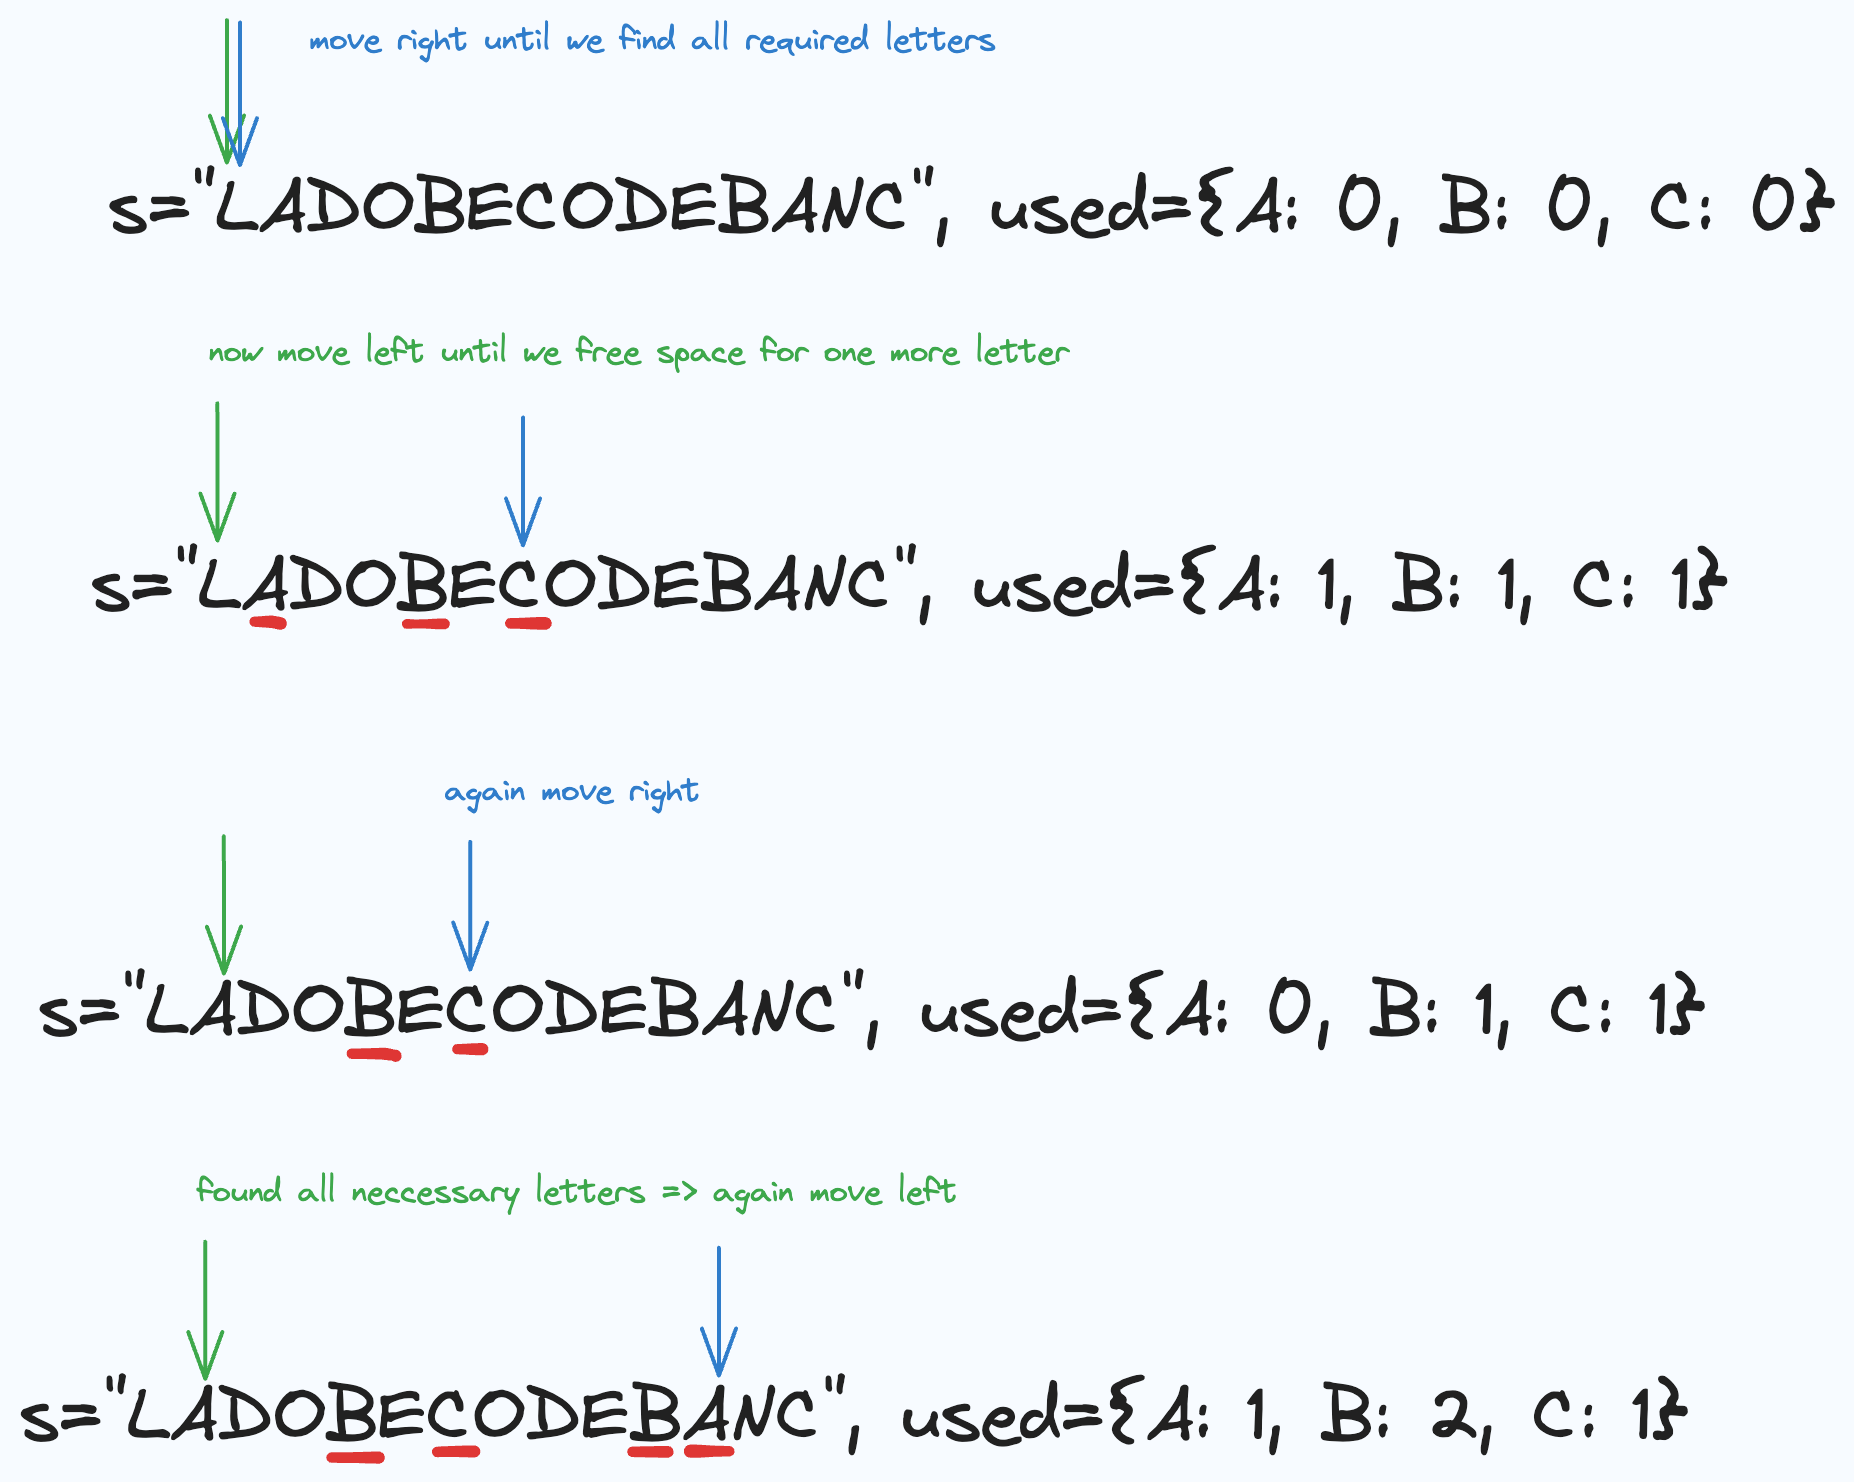 move right until we find all required letters
s="LADOBECODEBANC", used={A: 0, B: 0, C: 0}
now move left until we free space for one more letter
s="LADOBECODEBANC", used={A: 1, B: 1, C: 1}
again move right
s="LADOBECODEBANC", used={A: 0, B: 1, C: 1}
found all neccessary letters => again move left
s="LADOBECODEBANC", used={A: 1, B: 2, C: 1}